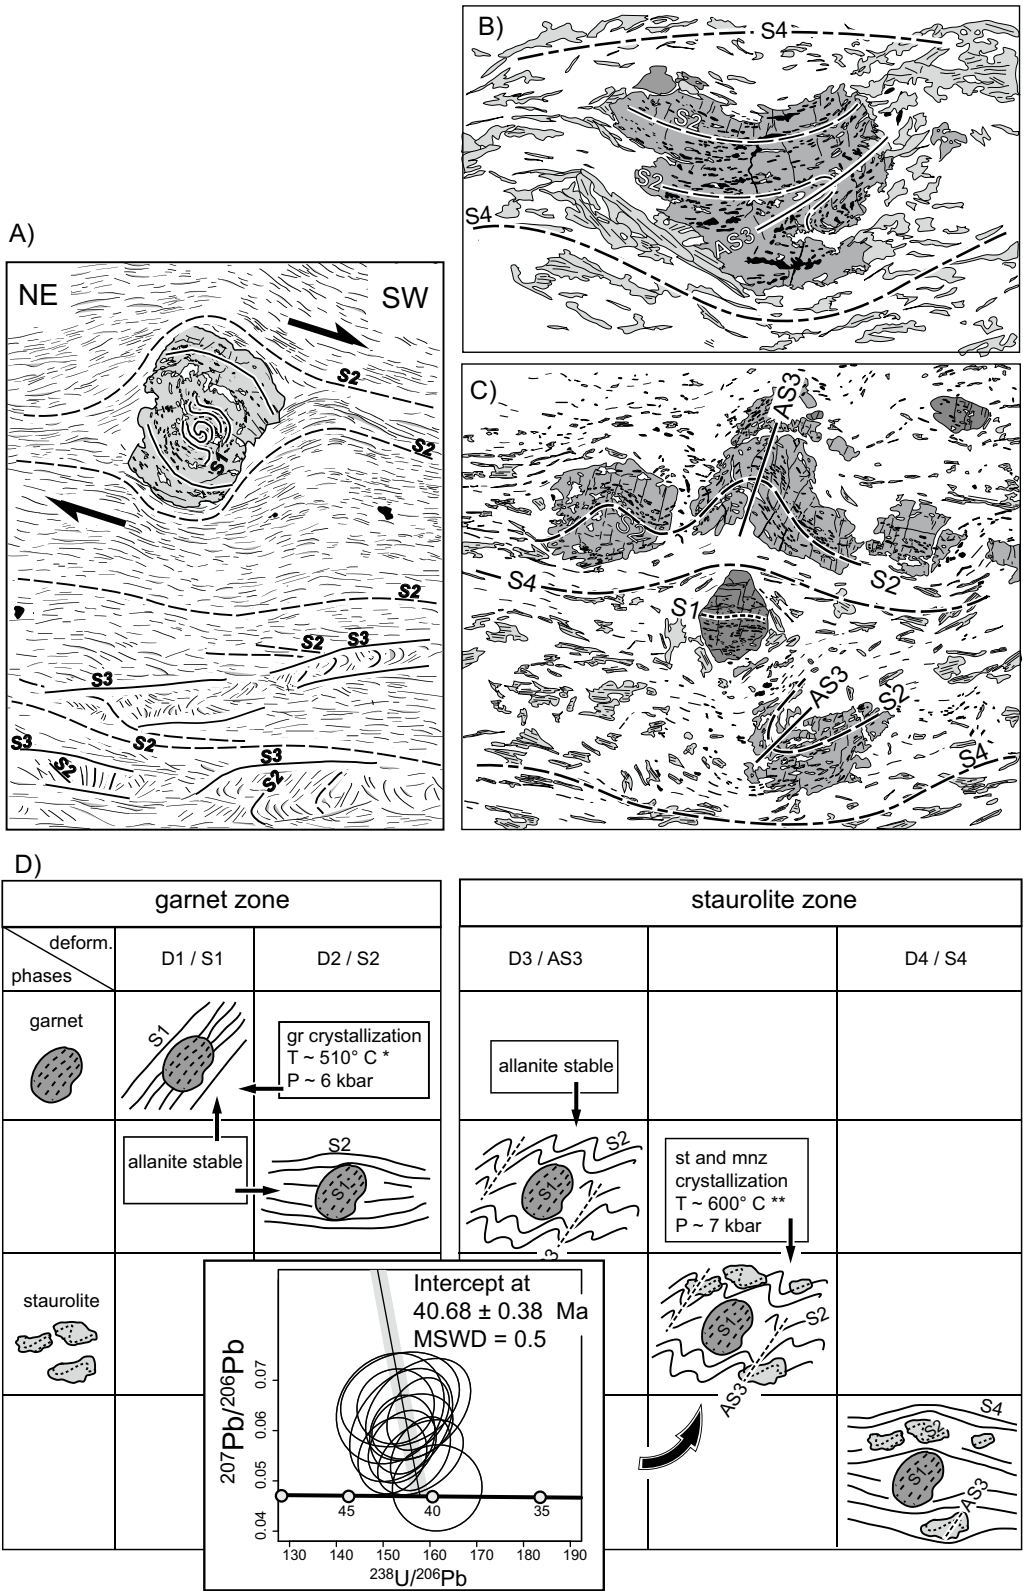 A)
NE
SW
S2
S1
S2
S2
S2
S3
S3
S2
S3
S2
S3
S2
B)
S4
S2
S2
S4
AS3
C)
AS3
S2
S4
S2
S1
AS3
S2
S4
D)
garnet zone
staurolite zone
deform.
phases
D1 / S1
D2 / S2
D3 / AS3
D4 / S4
garnet
S1
gr crystallization
T ~ 510° C *
P ~ 6 kbar
allanite stable
allanite stable
S2
S1
S2
S1
st and mnz
crystallization
T ~ 600° C **
P ~ 7 kbar
staurolite
S1
S2
AS3
S4
S2
S1
AS3
Intercept at
40.68 ± 0.38 Ma
MSWD = 0.5
207Pb/206Pb
0.07
0.06
0.05
0.04
45
40
35
130
140
150
160
170
180
190
238U/206Pb